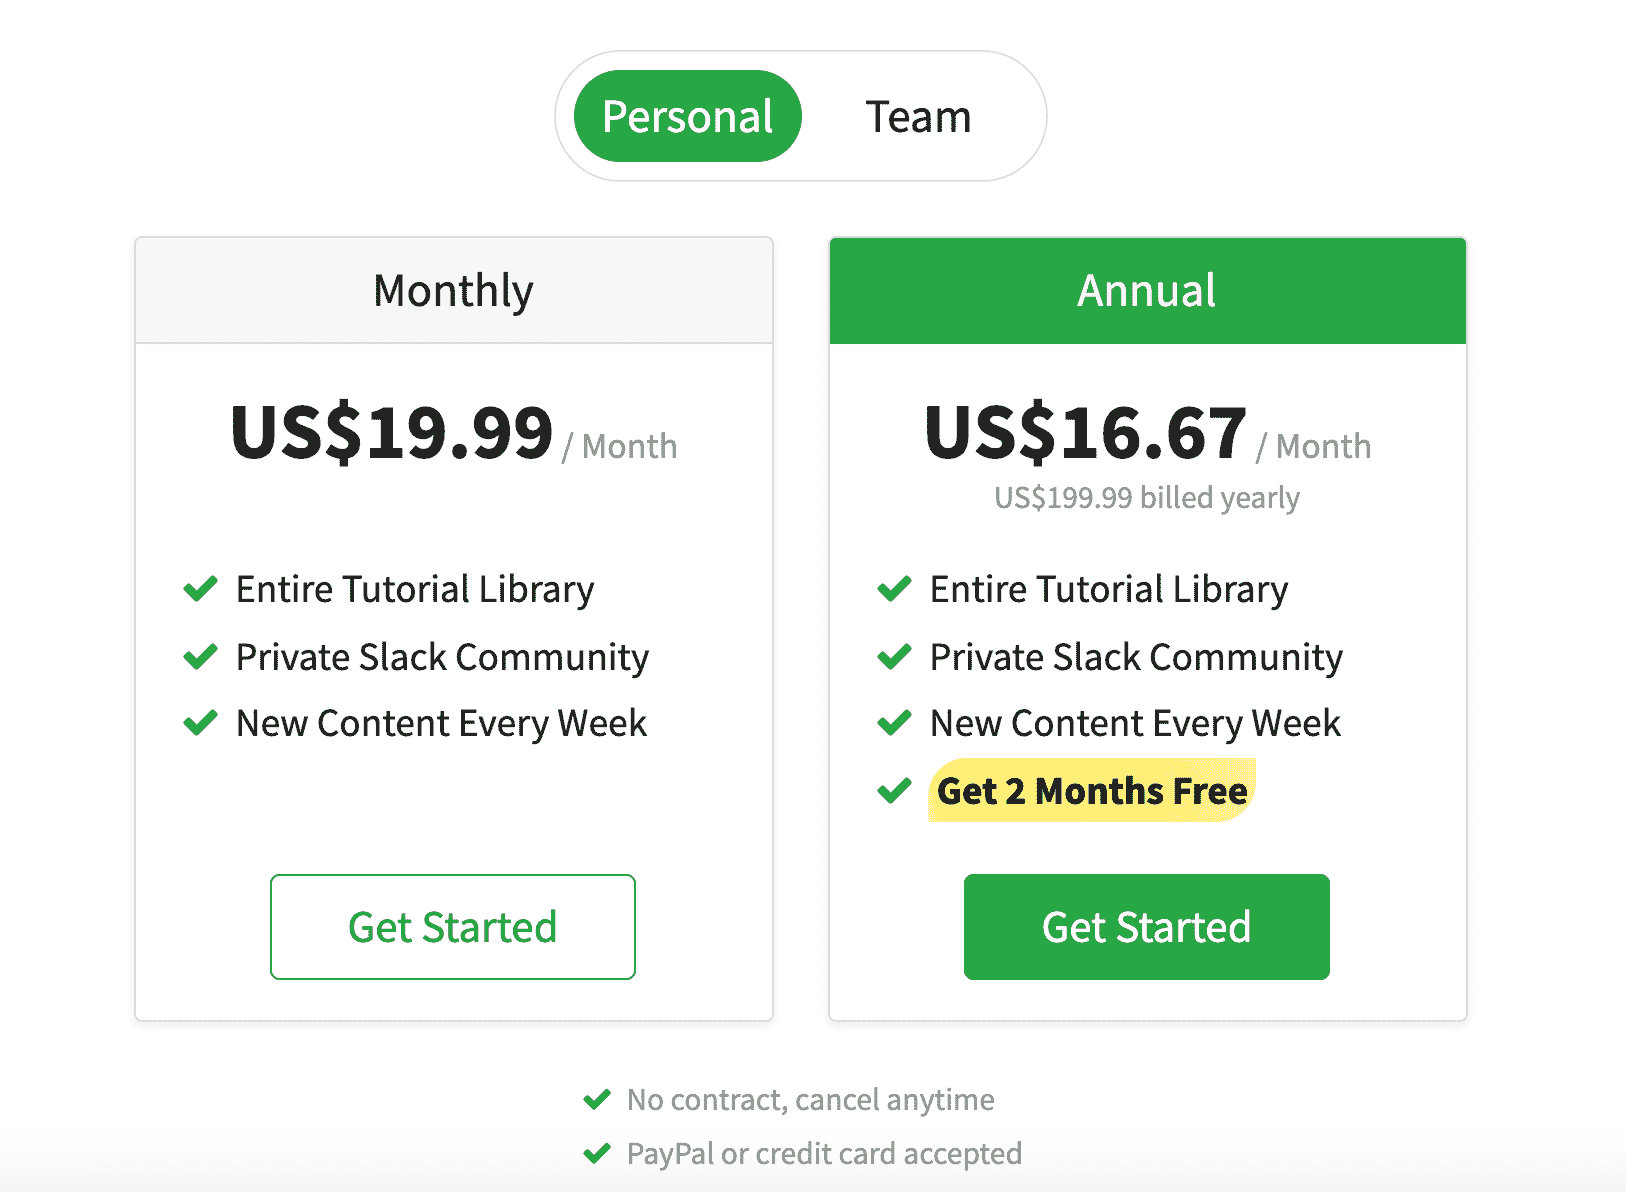 Personal Team
Monthly
US$19.99 / Month
Entire Tutorial Library
Private Slack Community
New Content Every Week
Get Started
Annual
US$16.67 / Month
US$199.99 billed yearly
Entire Tutorial Library
Private Slack Community
New Content Every Week
Get 2 Months Free
Get Started
No contract, cancel anytime
PayPal or credit card accepted